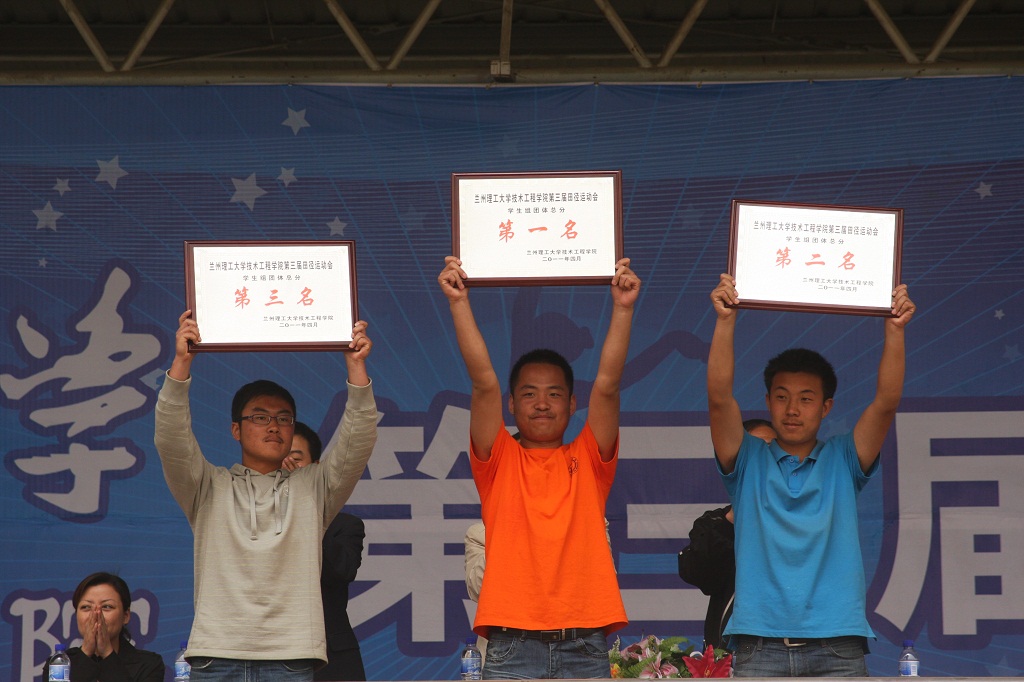 兰州理工大学技术工程学院第三届田径运动会
学生组团体总分
第一名
兰州理工大学技术工程学院
二〇一一年四月
兰州理工大学技术工程学院第三届田径运动会
学生组团体总分
第二名
兰州理工大学技术工程学院
二〇一一年四月
兰州理工大学技术工程学院第三届田径运动会
学生组团体总分
第三名
兰州理工大学技术工程学院
二〇一一年四月
学
第三届